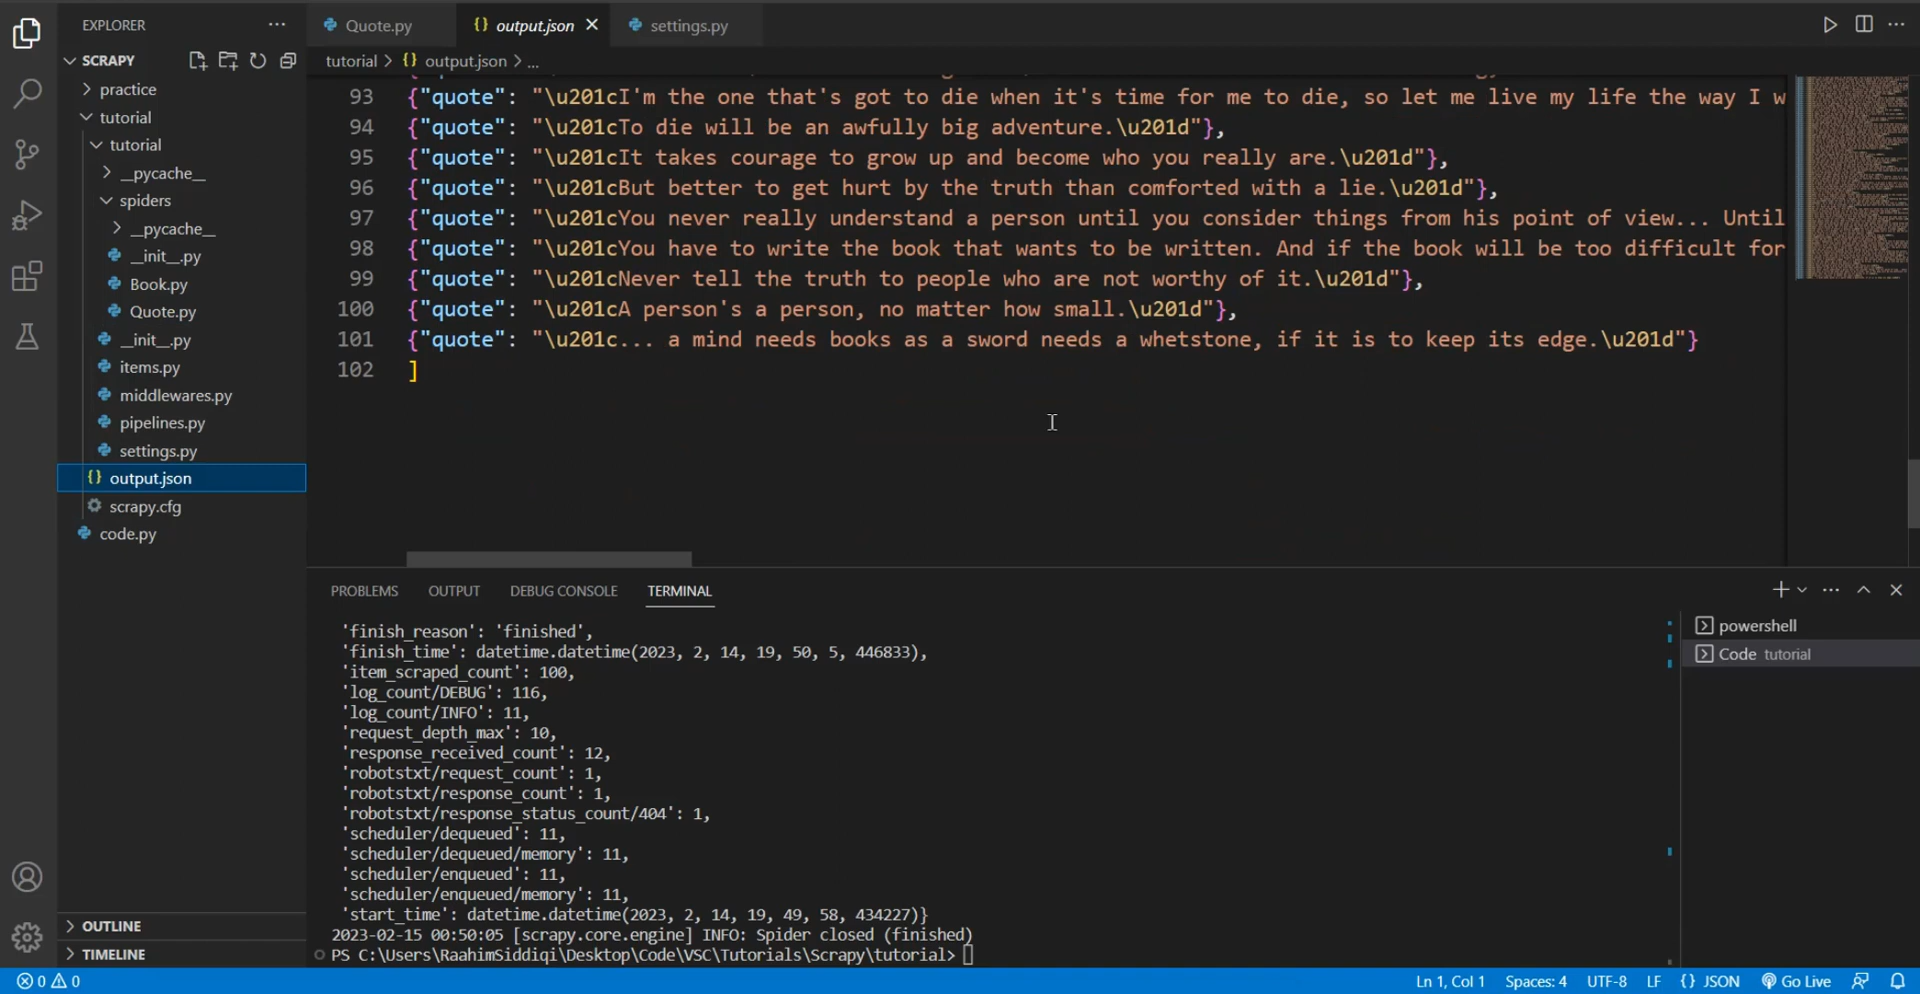 EXPLORER
Quote.py
{} output.json
settings.py
SCRAPY
tutorial > {} output.json > ...
practice
tutorial
tutorial
__pycache__
spiders
__pycache__
__init__.py
Book.py
Quote.py
__init__.py
items.py
middlewares.py
pipelines.py
settings.py
{} output.json
scrapy.cfg
code.py
OUTLINE
TIMELINE
93 {"quote": "\u201cI'm the one that's got to die when it's time for me to die, so let me live my life the way I w
94 {"quote": "\u201cTo die will be an awfully big adventure.\u201d"},
95 {"quote": "\u201cIt takes courage to grow up and become who you really are.\u201d"},
96 {"quote": "\u201cBut better to get hurt by the truth than comforted with a lie.\u201d"},
97 {"quote": "\u201cYou never really understand a person until you consider things from his point of view... Until
98 {"quote": "\u201cYou have to write the book that wants to be written. And if the book will be too difficult for
99 {"quote": "\u201cNever tell the truth to people who are not worthy of it.\u201d"},
100 {"quote": "\u201cA person's a person, no matter how small.\u201d"},
101 {"quote": "\u201c... a mind needs books as a sword needs a whetstone, if it is to keep its edge.\u201d"}
102 ]
PROBLEMS OUTPUT DEBUG CONSOLE TERMINAL
'finish_reason': 'finished',
'finish_time': datetime.datetime(2023, 2, 14, 19, 50, 5, 446833),
'item_scraped_count': 100,
'log_count/DEBUG': 116,
'log_count/INFO': 11,
'request_depth_max': 10,
'response_received_count': 12,
'robotstxt/request_count': 1,
'robotstxt/response_count': 1,
'robotstxt/response_status_count/404': 1,
'scheduler/dequeued': 11,
'scheduler/dequeued/memory': 11,
'scheduler/enqueued': 11,
'scheduler/enqueued/memory': 11,
'start_time': datetime.datetime(2023, 2, 14, 19, 49, 58, 434227)}
2023-02-15 00:50:05 [scrapy.core.engine] INFO: Spider closed (finished)
PS C:\Users\RaahimSiddiqi\Desktop\Code\VSC\Tutorials\Scrapy\tutorial>
powershell
Code tutorial
0 0
Ln 1, Col 1 Spaces: 4 UTF-8 LF {} JSON Go Live